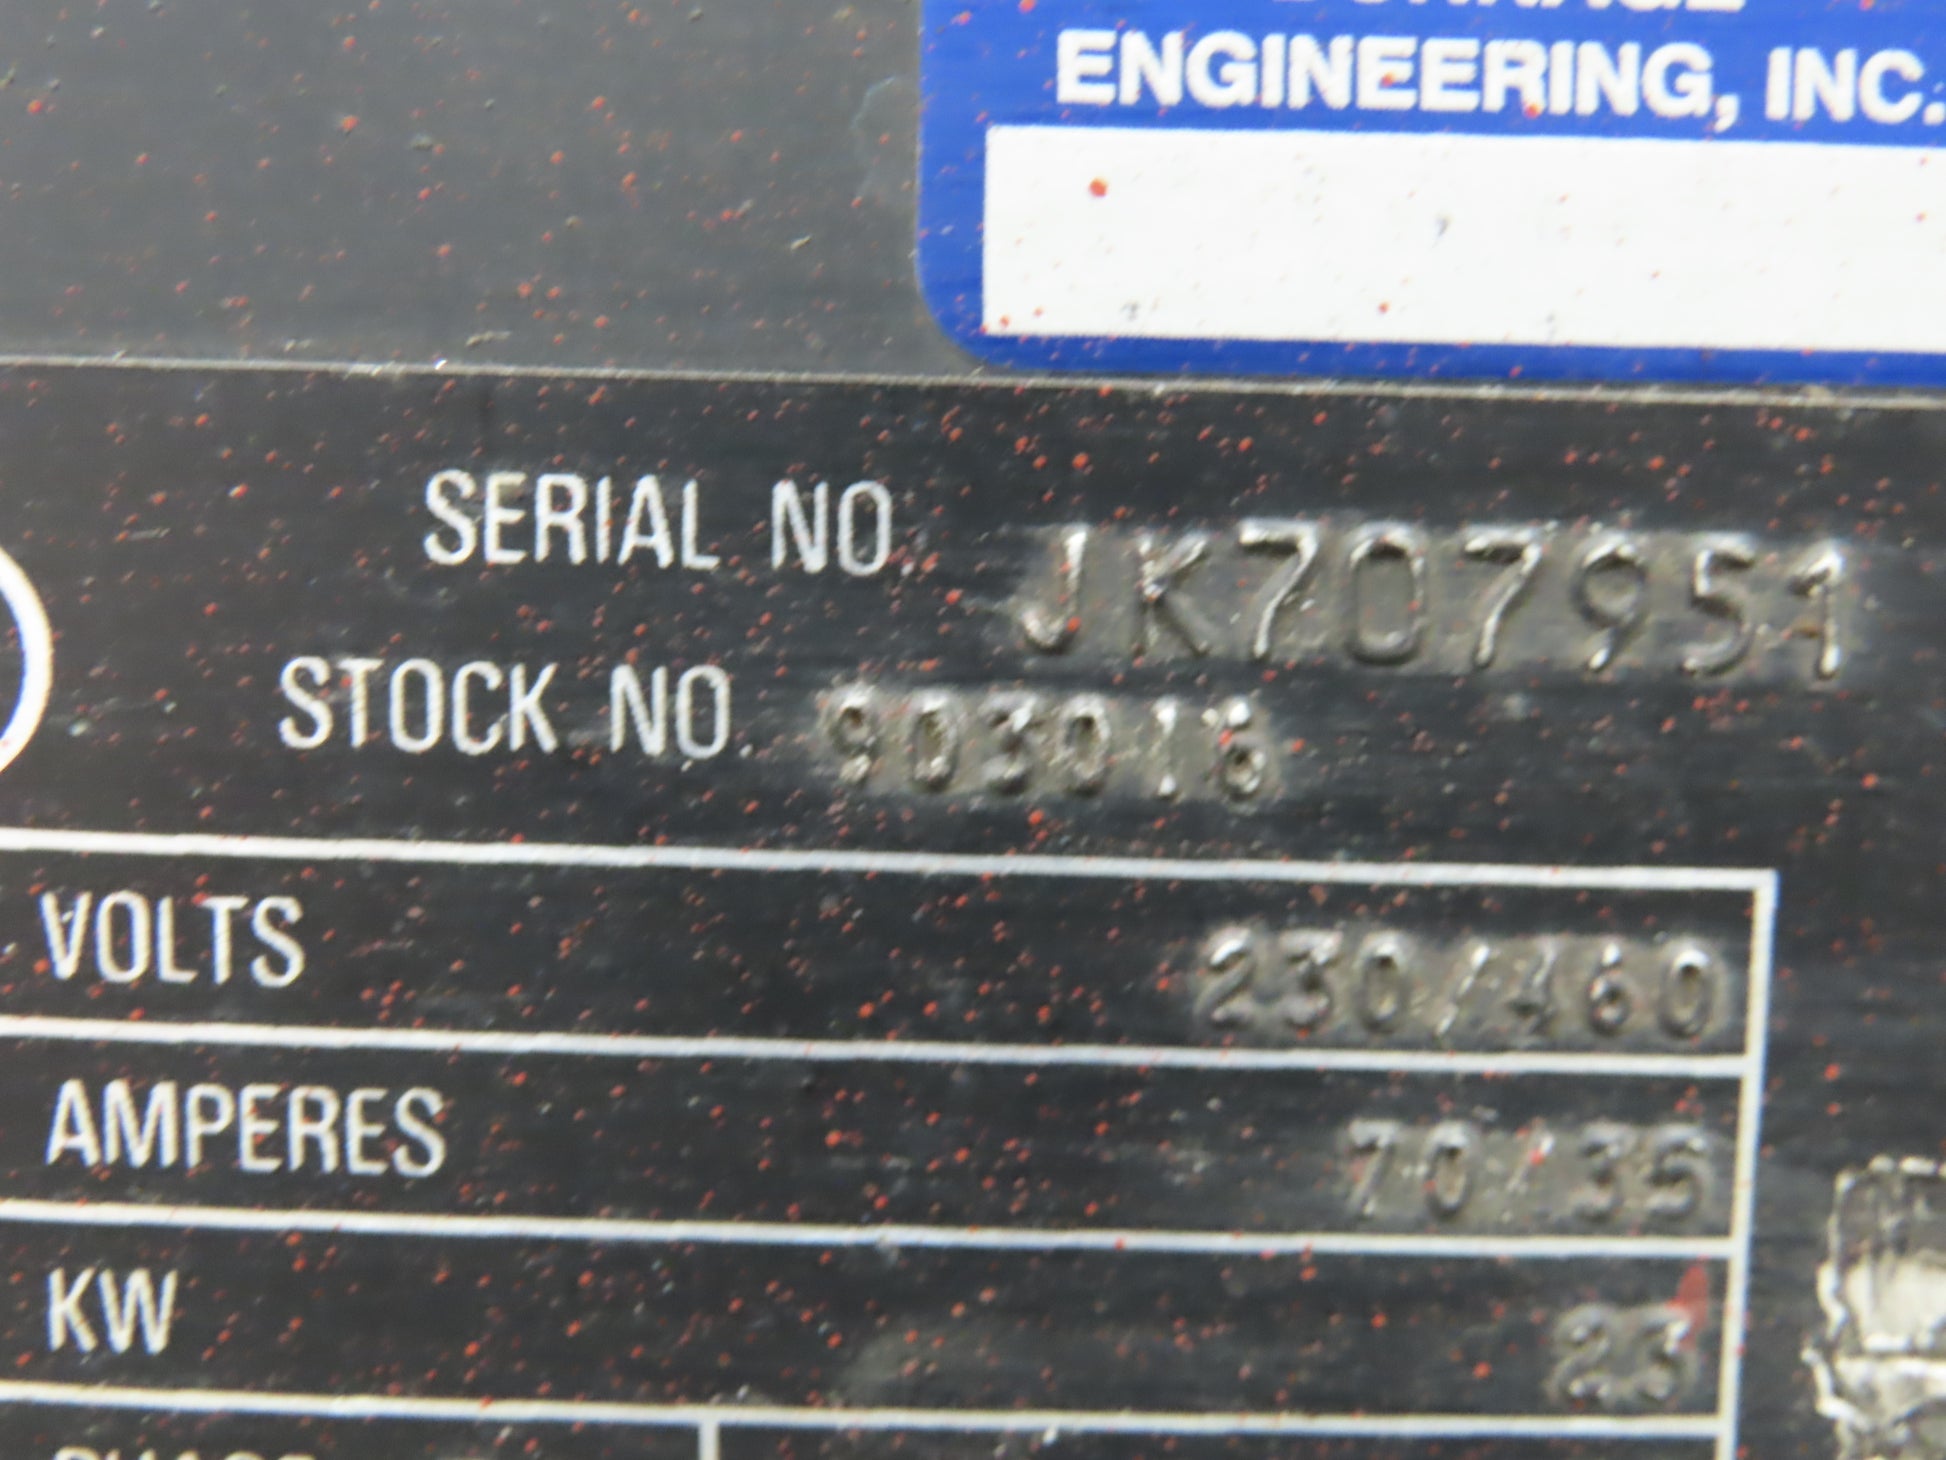 ENGINEERING, INC.
SERIAL NO. JK707951
STOCK NO. 903016
VOLTS 230/460
AMPERES 70/35
KW 23